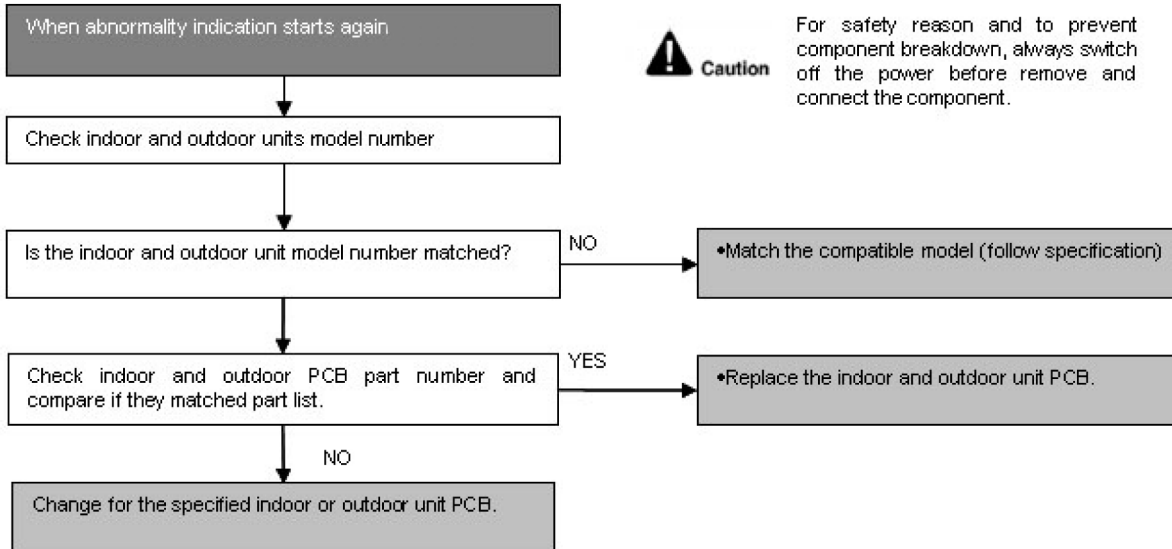 When abnormality indication starts again
For safety reason and to prevent
component breakdown, always switch
off the power before remove and
connect the component.
Caution
Check indoor and outdoor units model number
Is the indoor and outdoor unit model number matched?
NO
•Match the compatible model (follow specification)
Check indoor and outdoor PCB part number and
compare if they matched part list.
YES
•Replace the indoor and outdoor unit PCB.
NO
Change for the specified indoor or outdoor unit PCB.